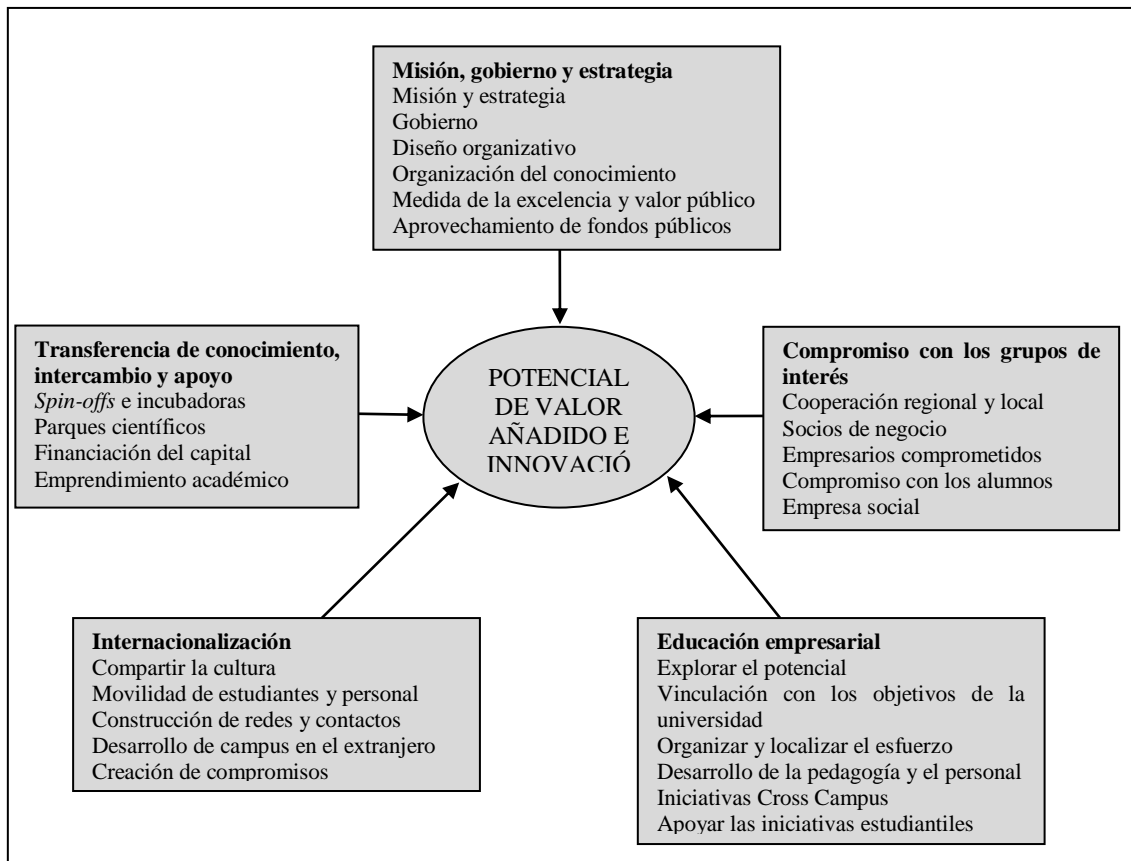 Misión, gobierno y estrategia
Misión y estrategia
Gobierno
Diseño organizativo
Organización del conocimiento
Medida de la excelencia y valor público
Aprovechamiento de fondos públicos
Transferencia de conocimiento,
intercambio y apoyo
Spin-offs e incubadoras
Parques científicos
Financiación del capital
Emprendimiento académico
POTENCIAL
DE VALOR
AÑADIDO E
INNOVACIÓ
Compromiso con los grupos de
interés
Cooperación regional y local
Socios de negocio
Empresarios comprometidos
Compromiso con los alumnos
Empresa social
Internacionalización
Compartir la cultura
Movilidad de estudiantes y personal
Construcción de redes y contactos
Desarrollo de campus en el extranjero
Creación de compromisos
Educación empresarial
Explorar el potencial
Vinculación con los objetivos de la
universidad
Organizar y localizar el esfuerzo
Desarrollo de la pedagogía y el personal
Iniciativas Cross Campus
Apoyar las iniciativas estudiantiles